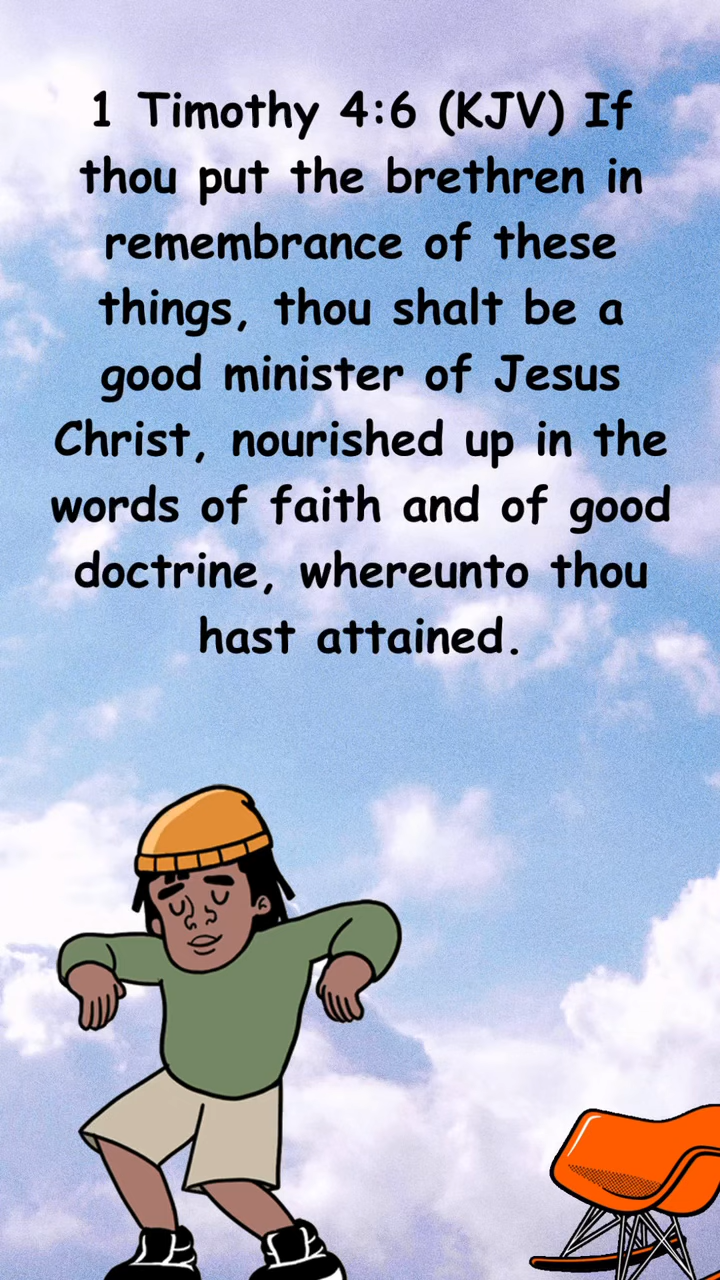 1 Timothy 4:6 (KJV) If
thou put the brethren in
remembrance of these
things, thou shalt be a
good minister of Jesus
Christ, nourished up in the
words of faith and of good
doctrine, whereunto thou
hast attained.